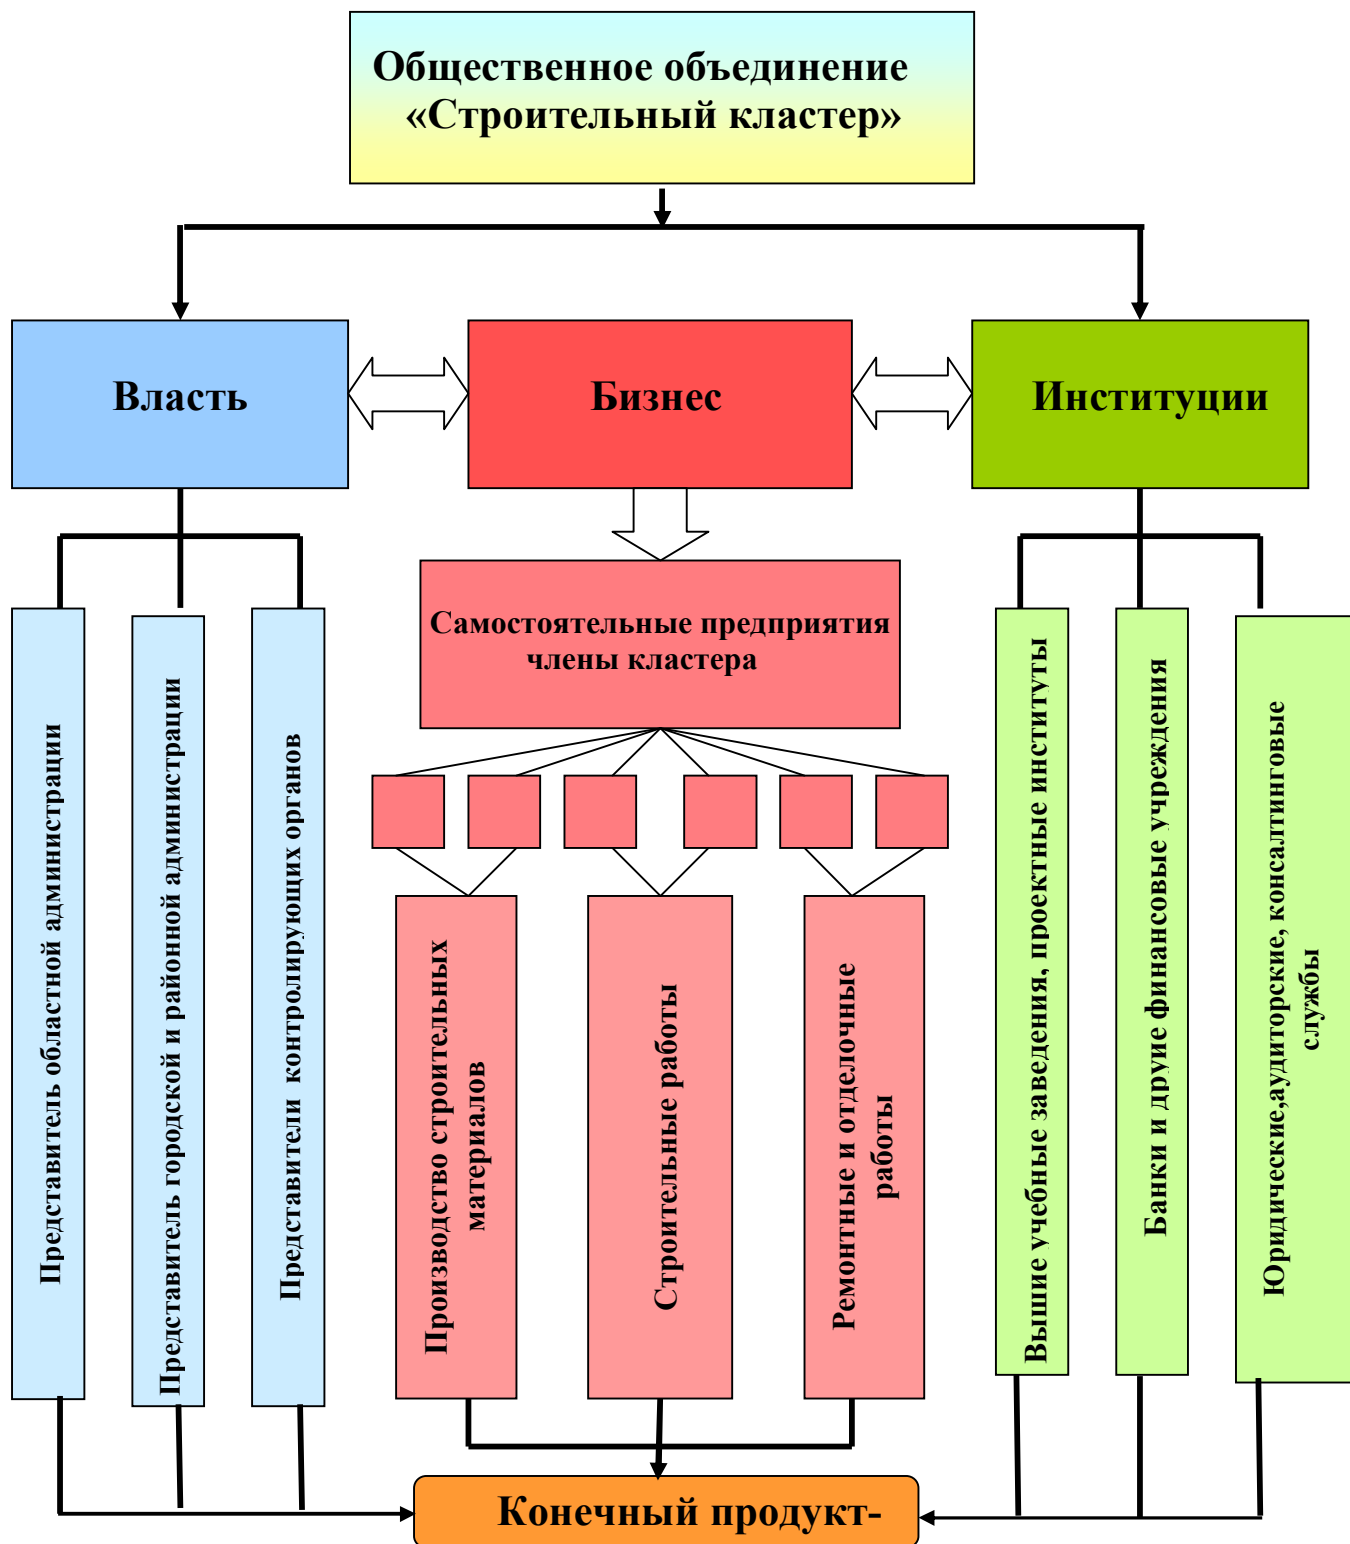 Общественное объединение
«Строительный кластер»
Власть
Бизнес
Институции
Самостоятельные предприятия
члены кластера
Представитель областной администрации
Представитель городской и районной администрации
Представители контролирующих органов
Производство строительных
материалов
Строительные работы
Ремонтные и отделочные
работы
Вышие учебные заведения, проектные институты
Банки и друие финансовые учреждения
Юридические,аудиторские, консалтинговые
службы
Конечный продукт-